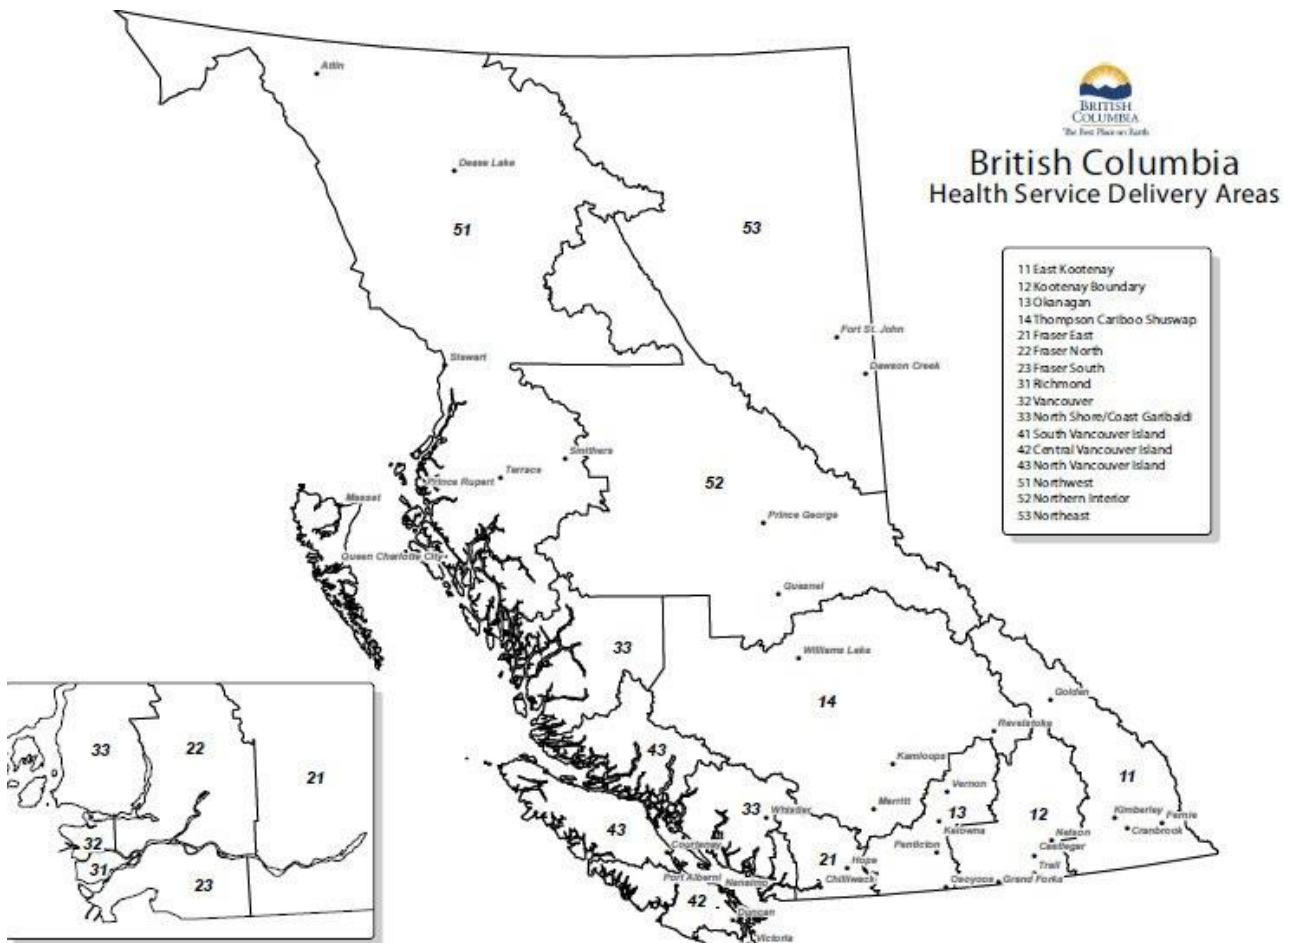 Atlin
BRITISH
COLUMBIA
The Best Place on Earth
British Columbia
Health Service Delivery Areas
Dease Lake
51
53
11 East Kootenay
12 Kootenay Boundary
13 Okanagan
14 Thompson Cariboo Shuswap
21 Fraser East
22 Fraser North
23 Fraser South
31 Richmond
32 Vancouver
33 North Shore/Coast Garibaldi
41 South Vancouver Island
42 Central Vancouver Island
43 North Vancouver Island
51 Northwest
52 Northern Interior
53 Northeast
Fort St. John
Dawson Creek
Stewart
Smithers
Terrace
Prince Rupert
52
Masset
Prince George
Queen Charlotte City
Quesnel
33
Williams Lake
14
Golden
Revelstoke
43
Kamloops
11
Vernon
33
Whistler
Merritt
13
12
Kimberley
Fernie
Kelowna
Cranbrook
43
Nelson
Courtenay
Penticton
Castlegar
21
Hope
Trail
Port Alberni
Nanaimo
Chilliwack
Osoyoos
Grand Forks
42
Duncan
Victoria
33
22
21
32
31
23